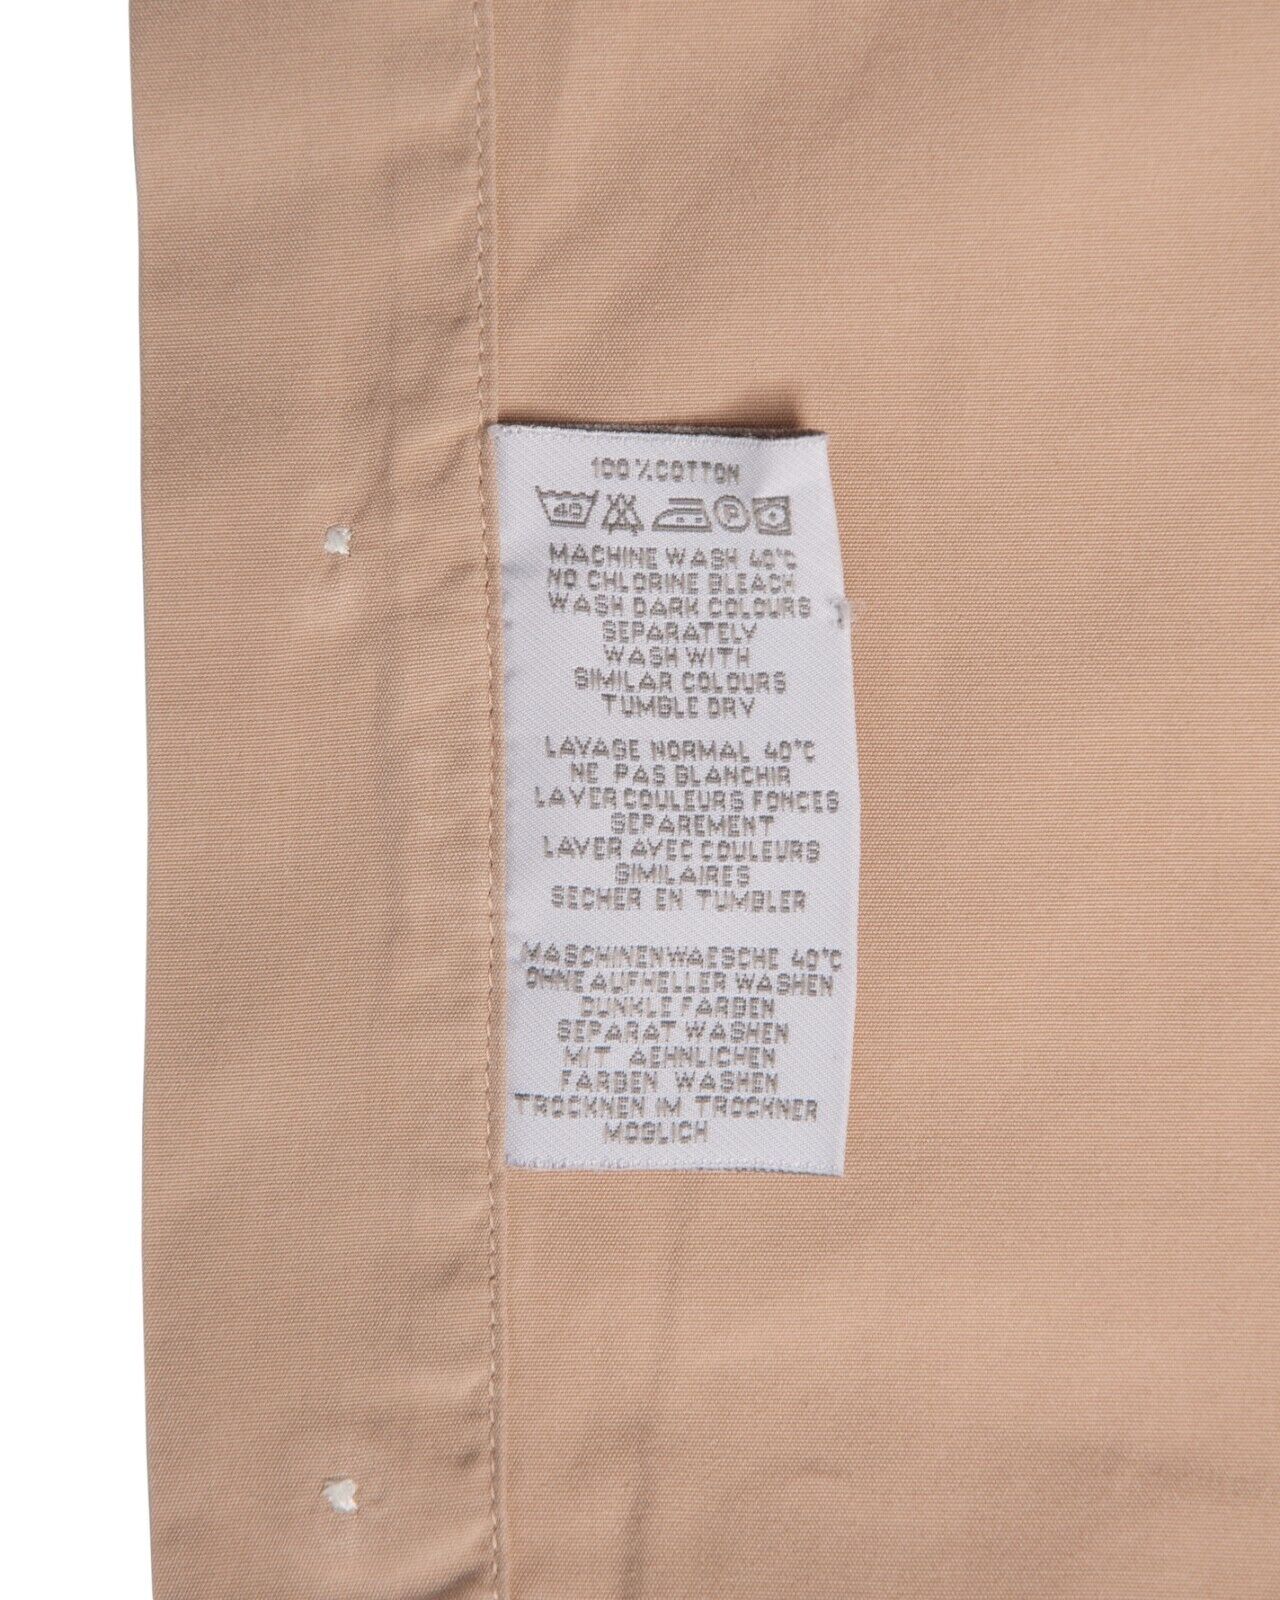 100 % COTTON
40 P
MACHINE WASH 40°C
NO CHLORINE BLEACH
WASH DARK COLOURS
SEPARATELY
WASH WITH
SIMILAR COLOURS
TUMBLE DRY
LAVAGE NORMAL 40°C
NE PAS BLANCHIR
LAVER COULEURS FONCES
SEPAREMENT
LAVER AVEC COULEURS
SIMILAIRES
SECHER EN TUMBLER
MASCHINENWAESCHE 40°C
OHNE AUFHELLER WASHEN
DUNKLE FARBEN
SEPARAT WASHEN
MIT AEHNLICHEN
FARBEN WASHEN
TROCKNEN IM TROCKNER
MOGLICH